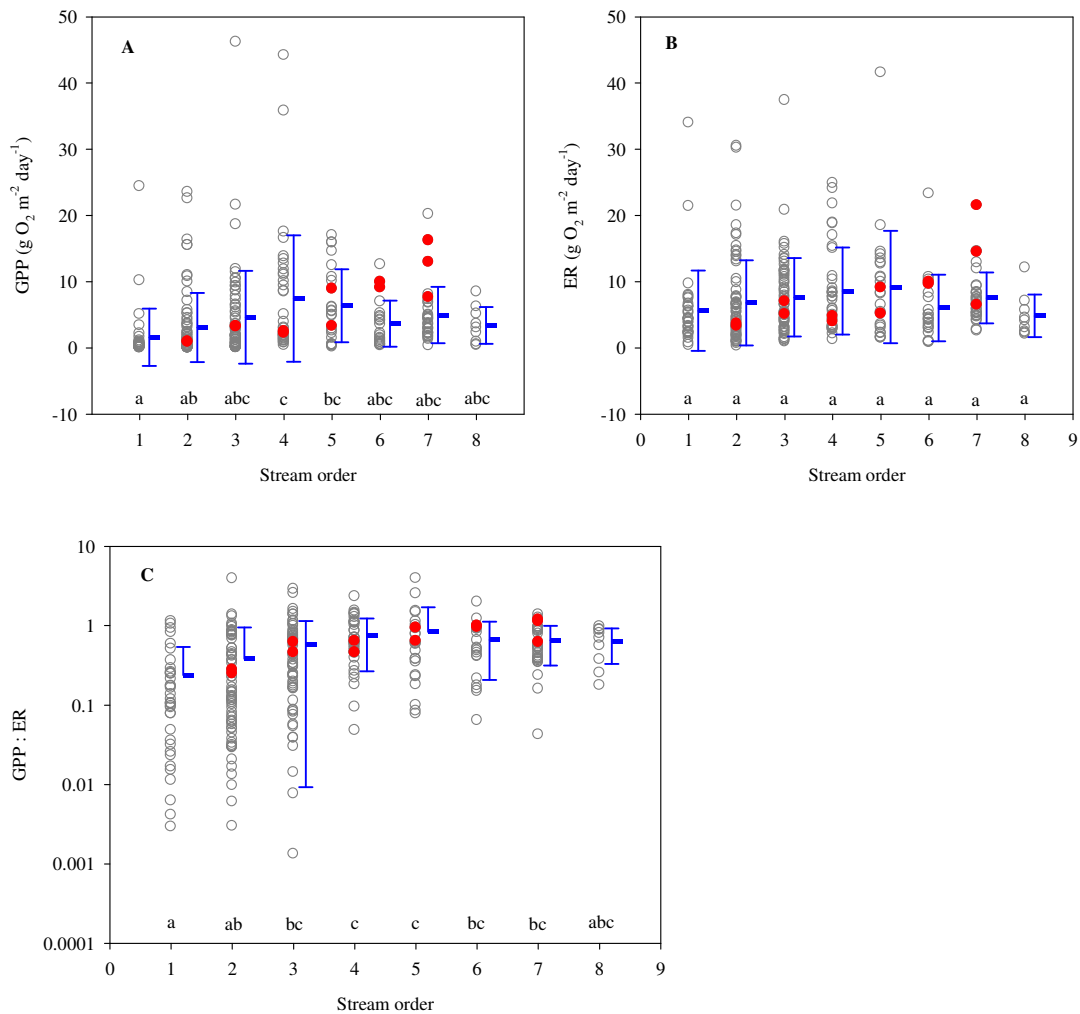 A
GPP (g O2 m-2 day-1)
50
40
30
20
10
0
-10
a ab abc c bc abc abc abc
1 2 3 4 5 6 7 8
Stream order
B
ER (g O2 m-2 day-1)
50
40
30
20
10
0
-10
a a a a a a a a
0 1 2 3 4 5 6 7 8 9
Stream order
C
GPP : ER
10
1
0.1
0.01
0.001
0.0001
a ab bc c c bc bc abc
0 1 2 3 4 5 6 7 8 9
Stream order